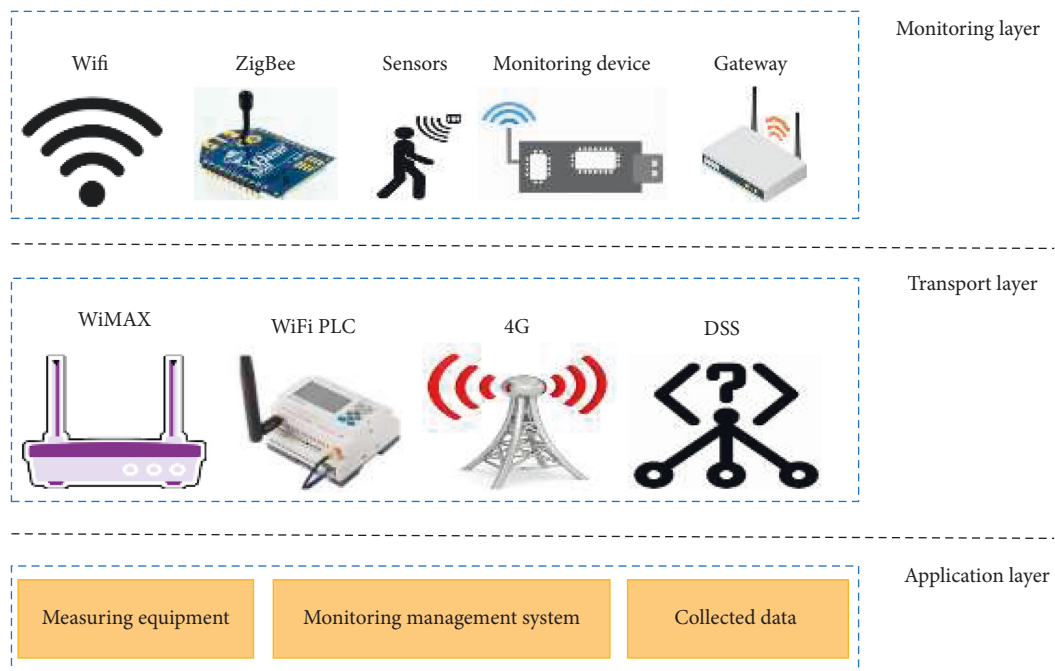 Monitoring layer
Wifi
ZigBee
Sensors
Monitoring device
Gateway
Transport layer
WiMAX
WiFi PLC
4G
DSS
?
Application layer
Measuring equipment
Monitoring management system
Collected data